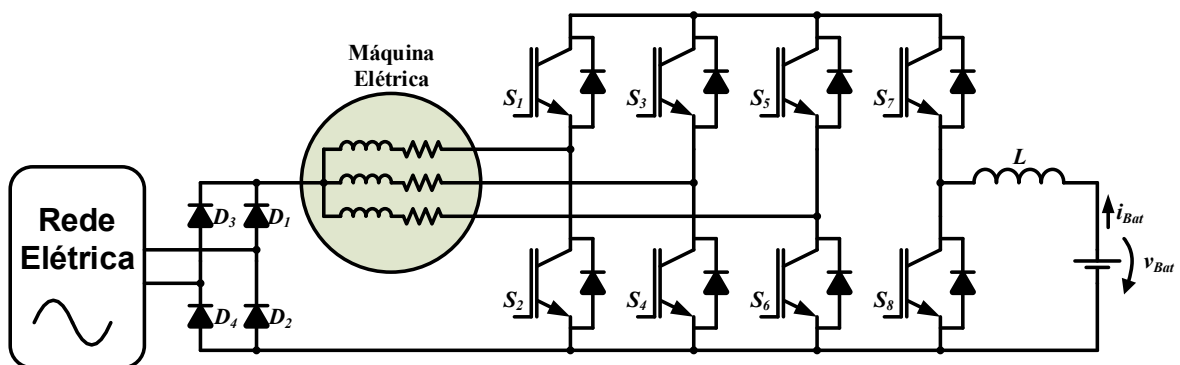 Máquina
Elétrica
S1
S3
S5
S7
L
D3
D1
iBat
Rede
Elétrica
vBat
S2
S4
S6
S8
D4
D2